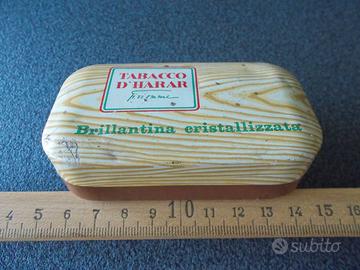 TABACCO
D'HARAR
Brillantina cristallizzata
4 5 6 7 8 9 10 11 12 13 14 15 16
subito